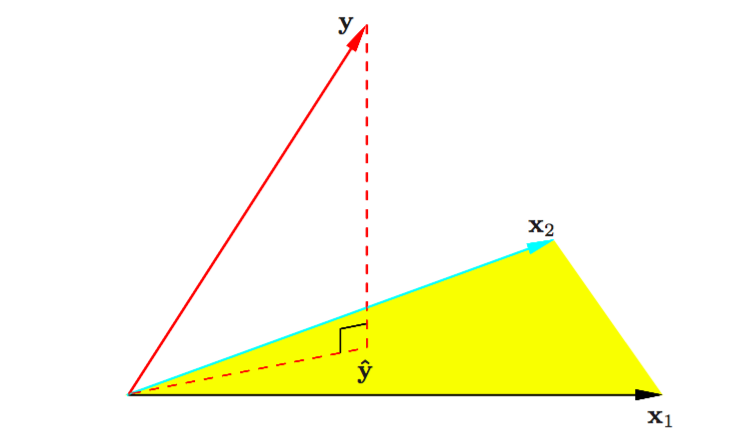 y
x₂
ŷ
x₁